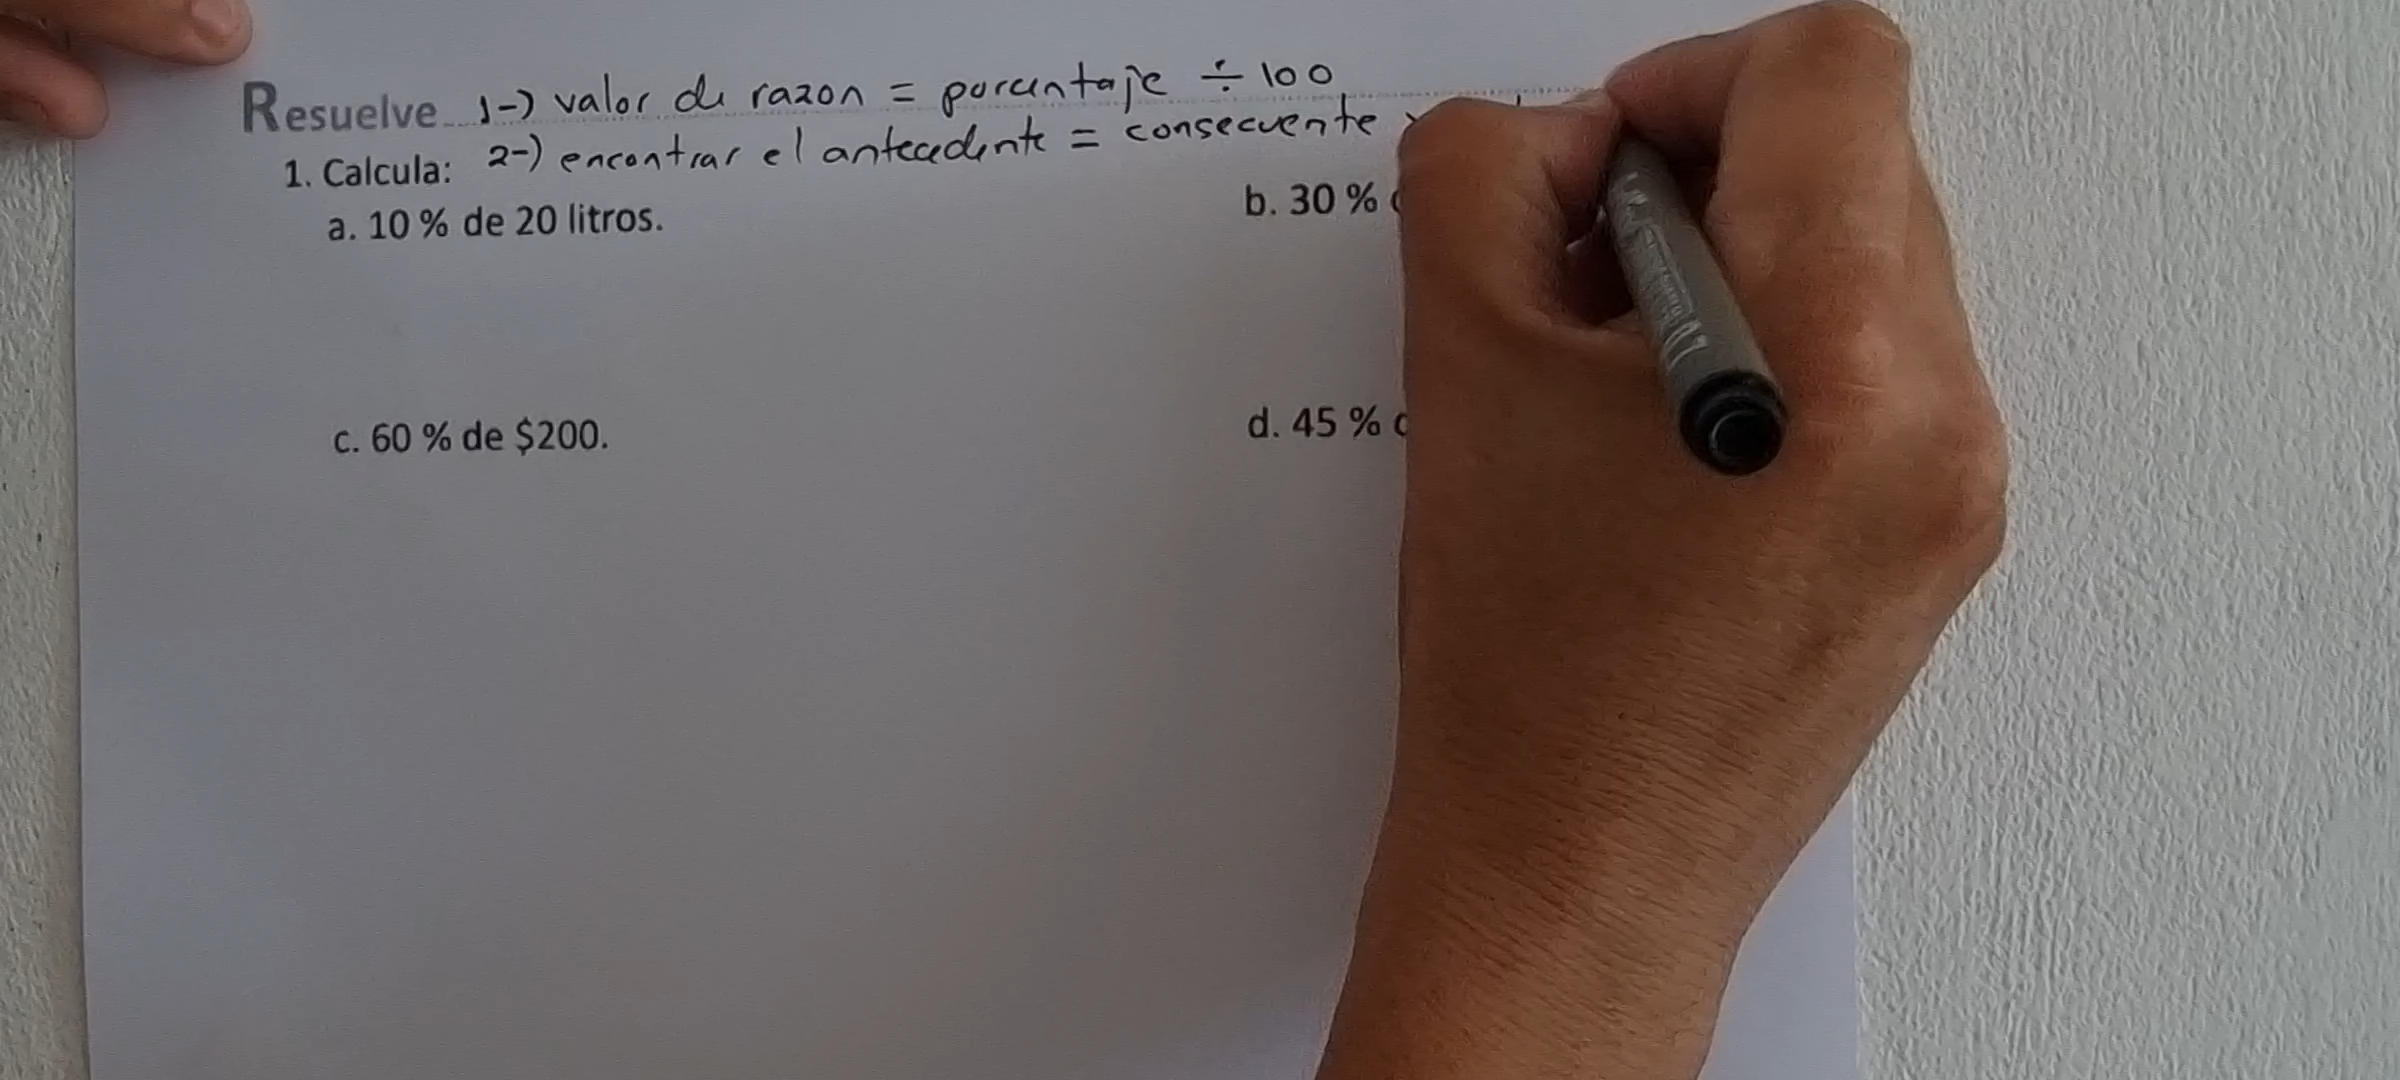 Resuelve 1-) valor de razon = porcentaje ÷ 100
1. Calcula: 2-) encontrar el antecedente = consecuente
a. 10 % de 20 litros.
b. 30 %
c. 60 % de $200.
d. 45 %